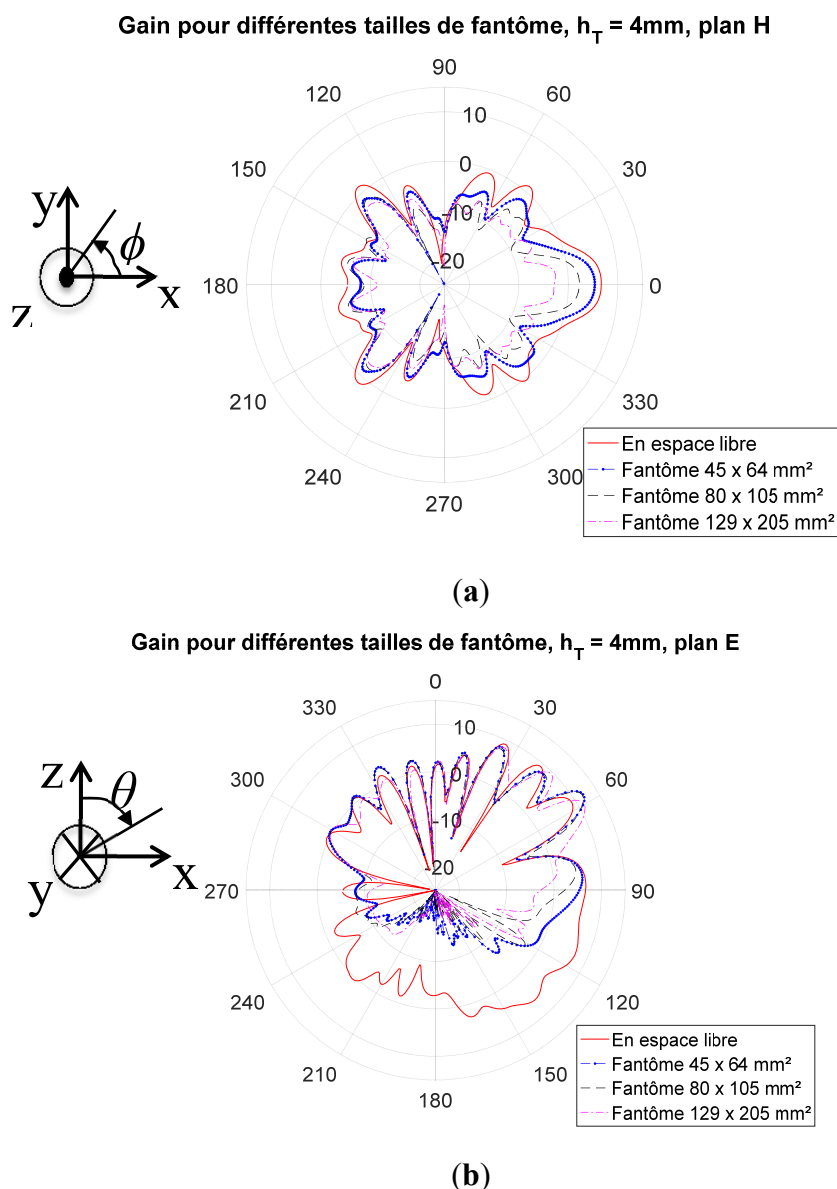 Gain pour différentes tailles de fantôme, h_T = 4mm, plan H
90
120
60
10
150
0
30
-10
y
ϕ
-20
180
x
0
z
210
330
En espace libre
240
300
Fantôme 45 x 64 mm²
270
Fantôme 80 x 105 mm²
Fantôme 129 x 205 mm²
(a)
Gain pour différentes tailles de fantôme, h_T = 4mm, plan E
0
330
30
10
z
θ
300
0
60
-10
-20
y
x
270
90
240
120
En espace libre
210
150
Fantôme 45 x 64 mm²
180
Fantôme 80 x 105 mm²
Fantôme 129 x 205 mm²
(b)